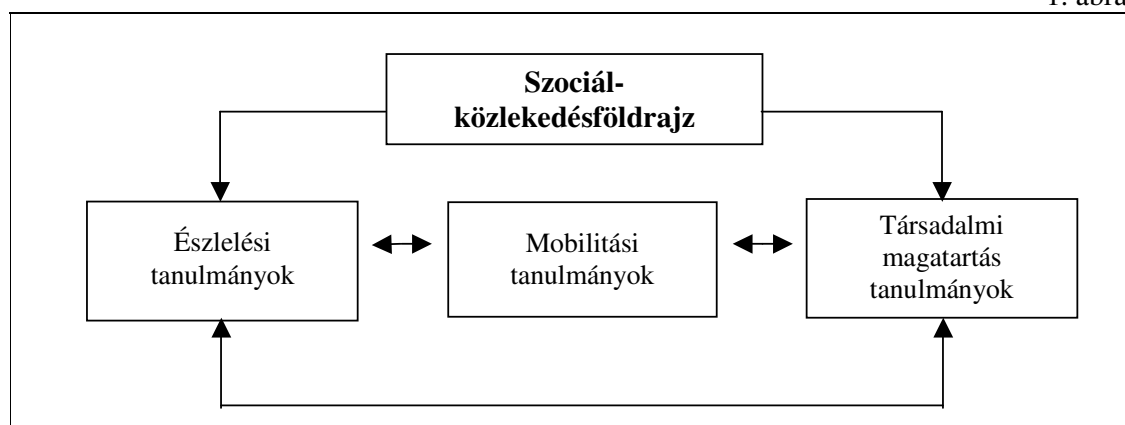 1. ábra
Szociál-
közlekedésföldrajz
Észlelési
tanulmányok
Mobilitási
tanulmányok
Társadalmi
magatartás
tanulmányok